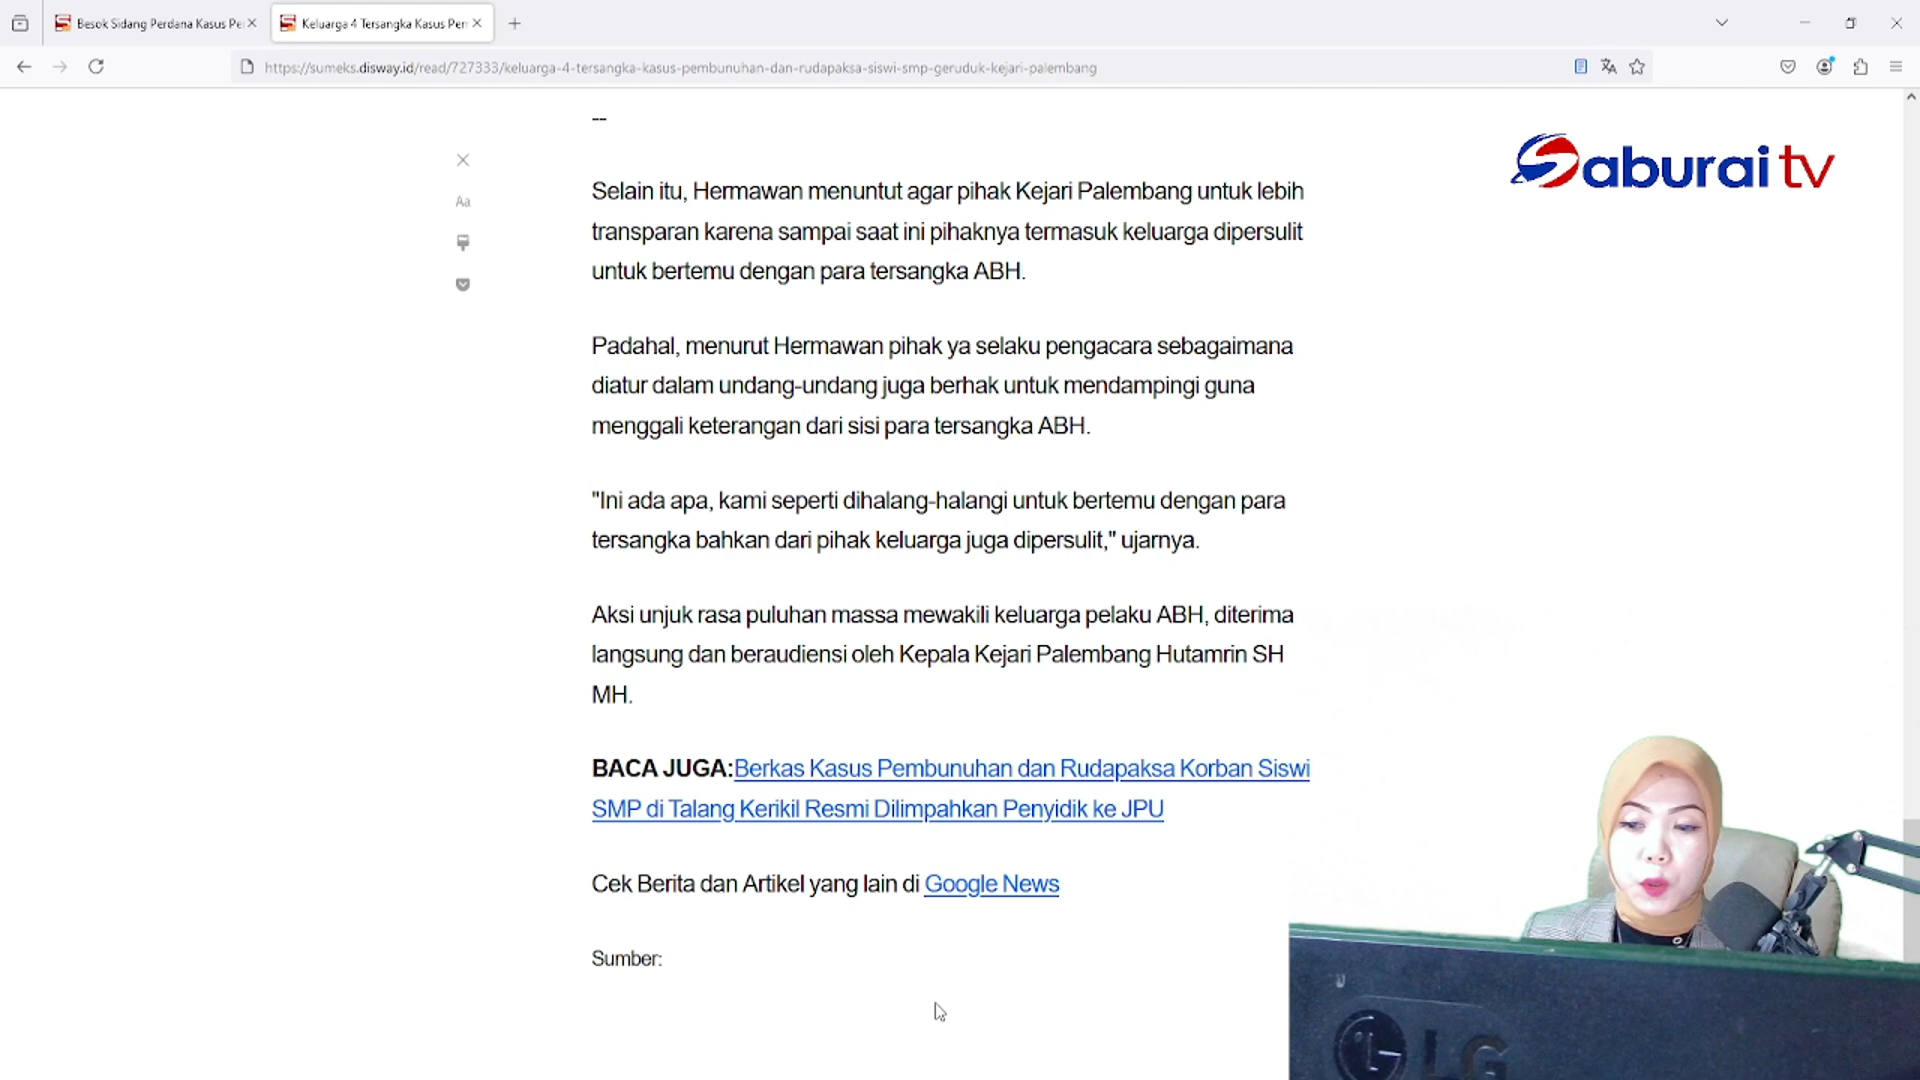 Besok Sidang Perdana Kasus Pe
Keluarga 4 Tersangka Kasus Pem
https://sumeks.disway.id/read/727333/keluarga-4-tersangka-kasus-pembunuhan-dan-rudapaksa-siswi-smp-geruduk-kejari-palembang
--
Saburai tv
Aa
Selain itu, Hermawan menuntut agar pihak Kejari Palembang untuk lebih
transparan karena sampai saat ini pihaknya termasuk keluarga dipersulit
untuk bertemu dengan para tersangka ABH.
Padahal, menurut Hermawan pihak ya selaku pengacara sebagaimana
diatur dalam undang-undang juga berhak untuk mendampingi guna
menggali keterangan dari sisi para tersangka ABH.
"Ini ada apa, kami seperti dihalang-halangi untuk bertemu dengan para
tersangka bahkan dari pihak keluarga juga dipersulit," ujarnya.
Aksi unjuk rasa puluhan massa mewakili keluarga pelaku ABH, diterima
langsung dan beraudiensi oleh Kepala Kejari Palembang Hutamrin SH
MH.
BACA JUGA:Berkas Kasus Pembunuhan dan Rudapaksa Korban Siswi
SMP di Talang Kerikil Resmi Dilimpahkan Penyidik ke JPU
Cek Berita dan Artikel yang lain di Google News
Sumber:
LG